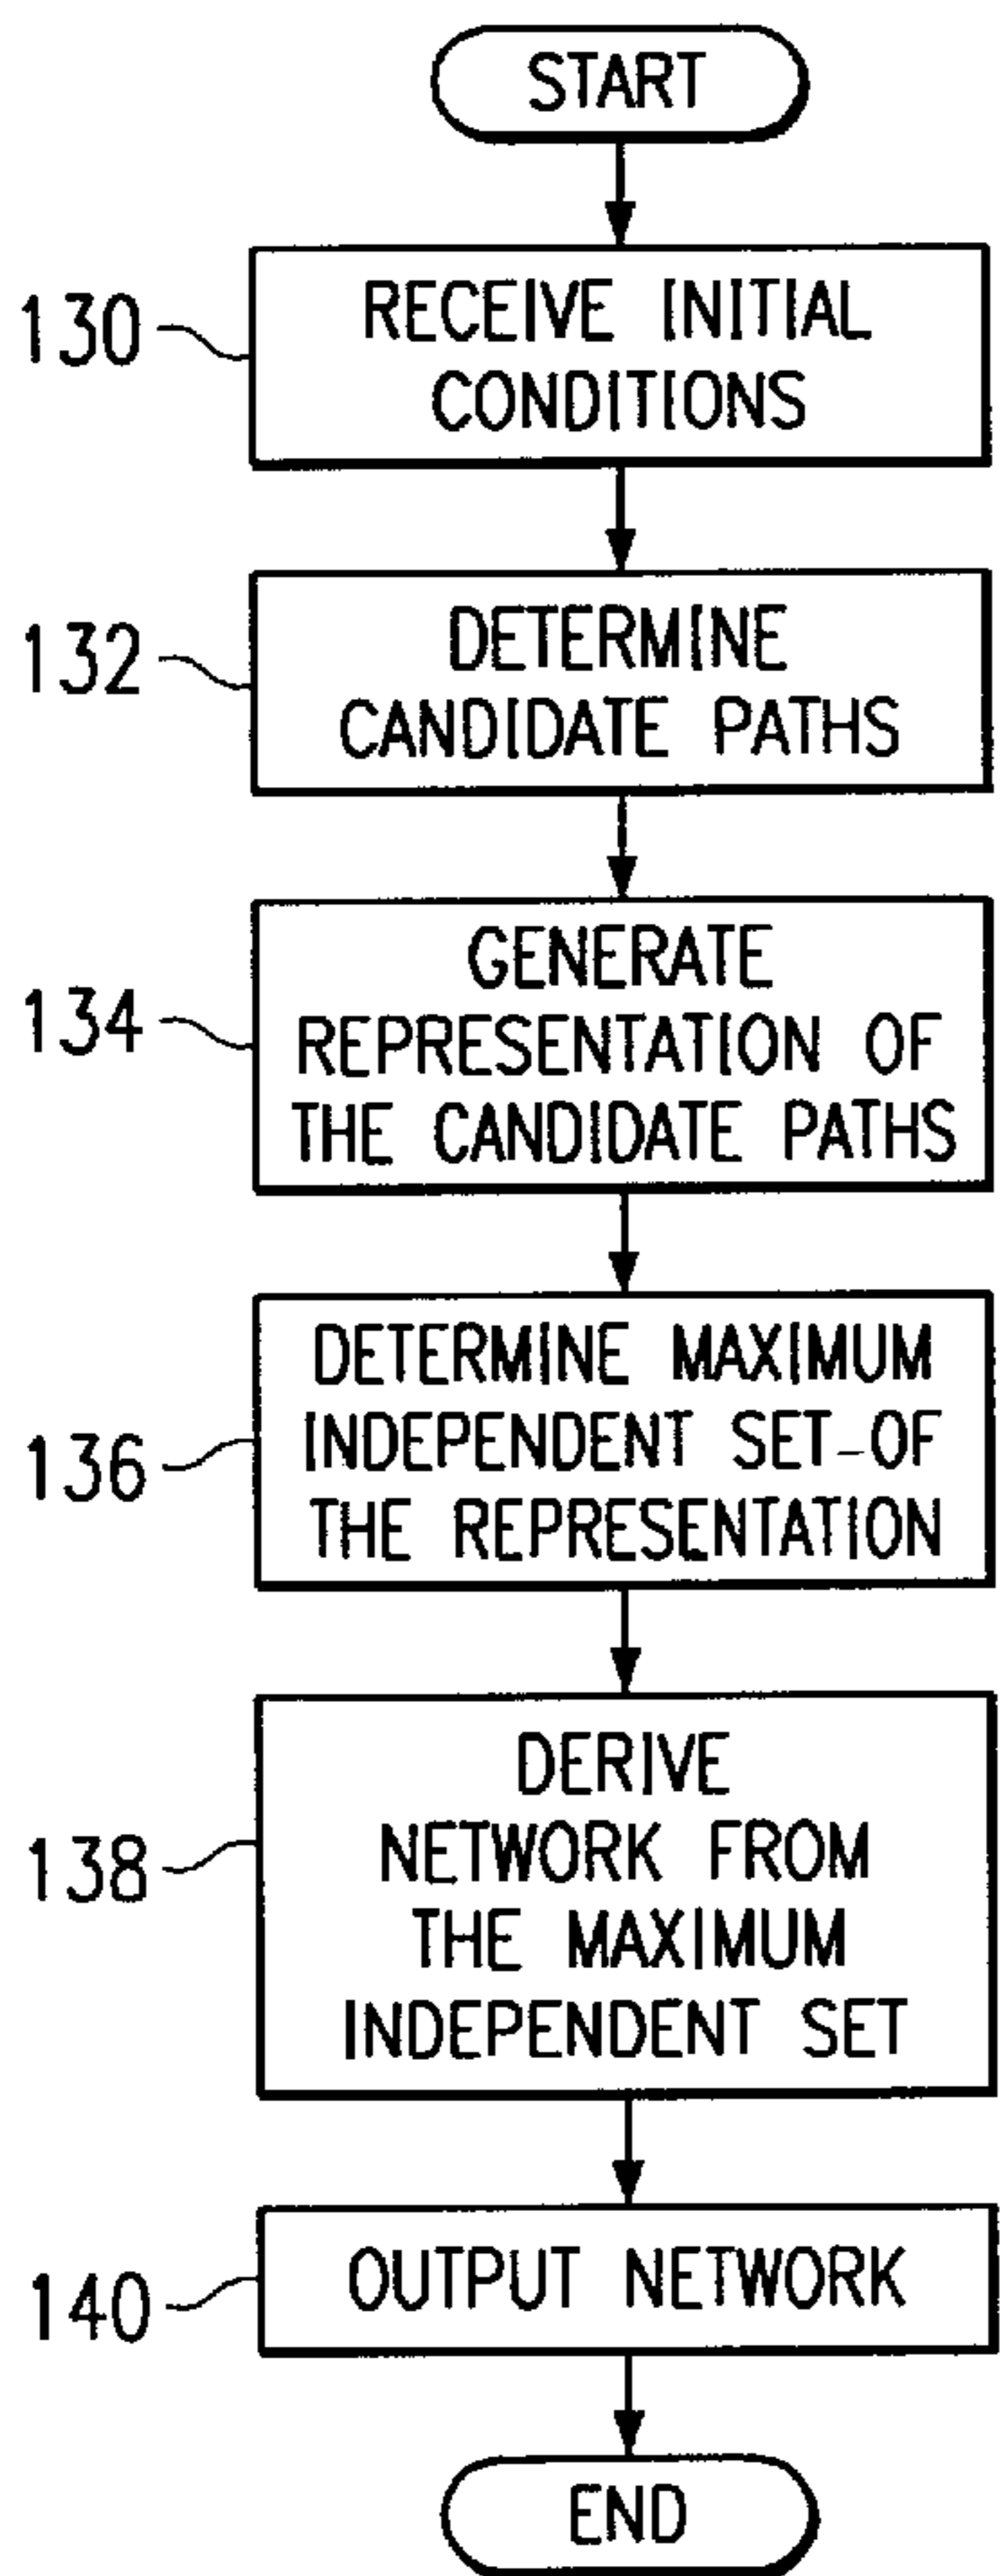 START
130
RECEIVE INITIAL
CONDITIONS
132
DETERMINE
CANDIDATE PATHS
134
GENERATE
REPRESENTATION OF
THE CANDIDATE PATHS
136
DETERMINE MAXIMUM
INDEPENDENT SET-OF
THE REPRESENTATION
138
DERIVE
NETWORK FROM
THE MAXIMUM
INDEPENDENT SET
140
OUTPUT NETWORK
END